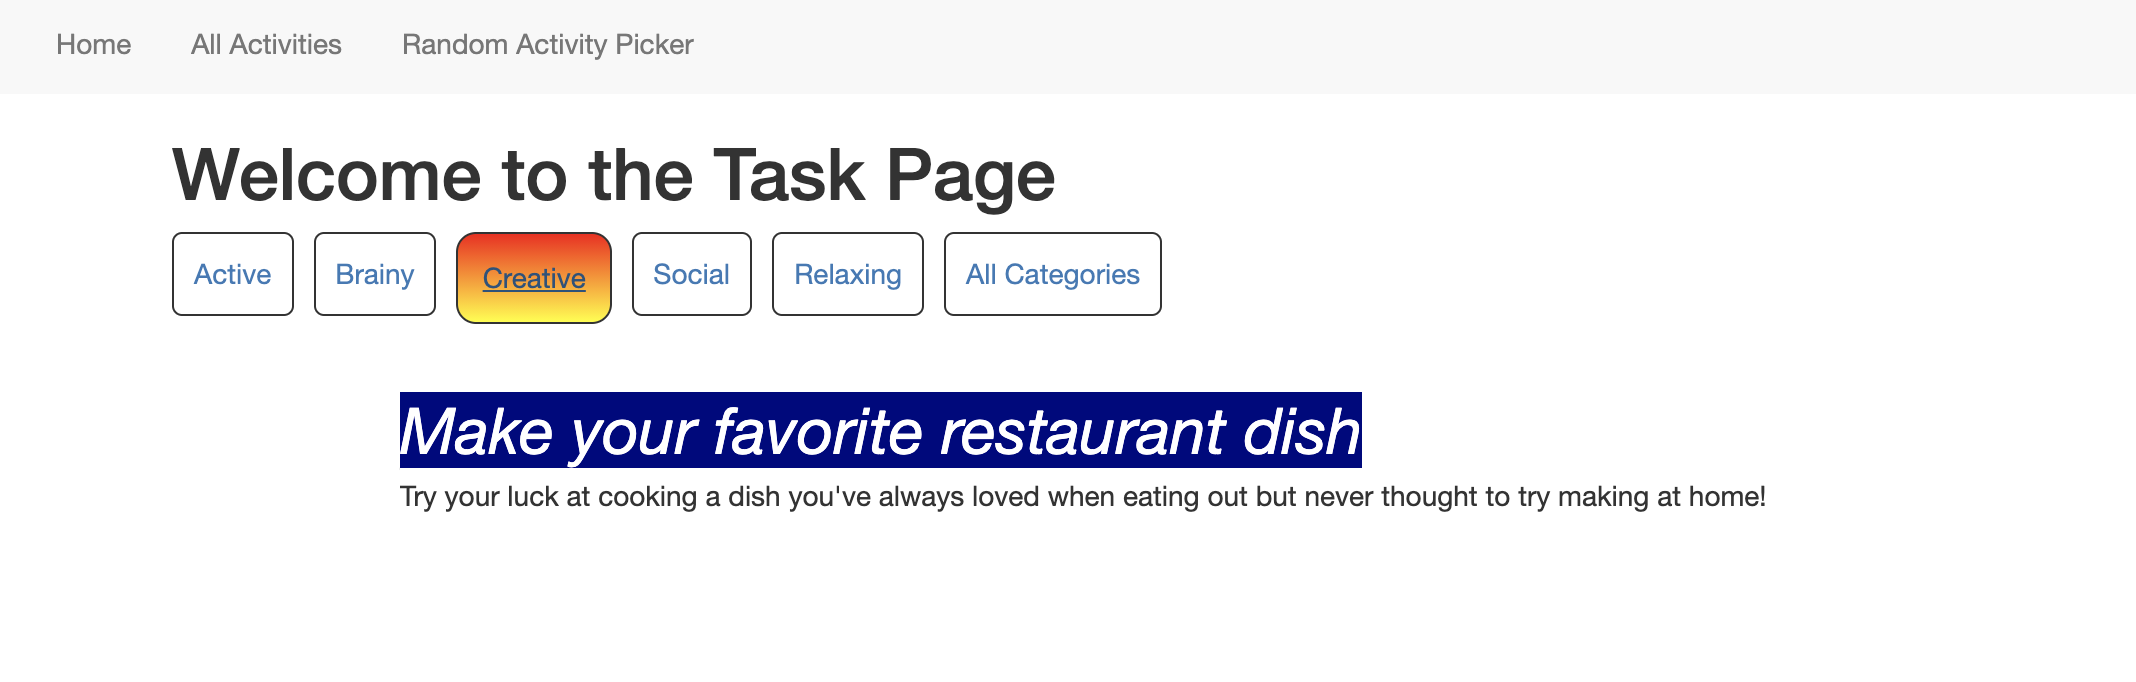 Home All Activities Random Activity Picker
Welcome to the Task Page
Active Brainy Creative Social Relaxing All Categories
Make your favorite restaurant dish
Try your luck at cooking a dish you've always loved when eating out but never thought to try making at home!